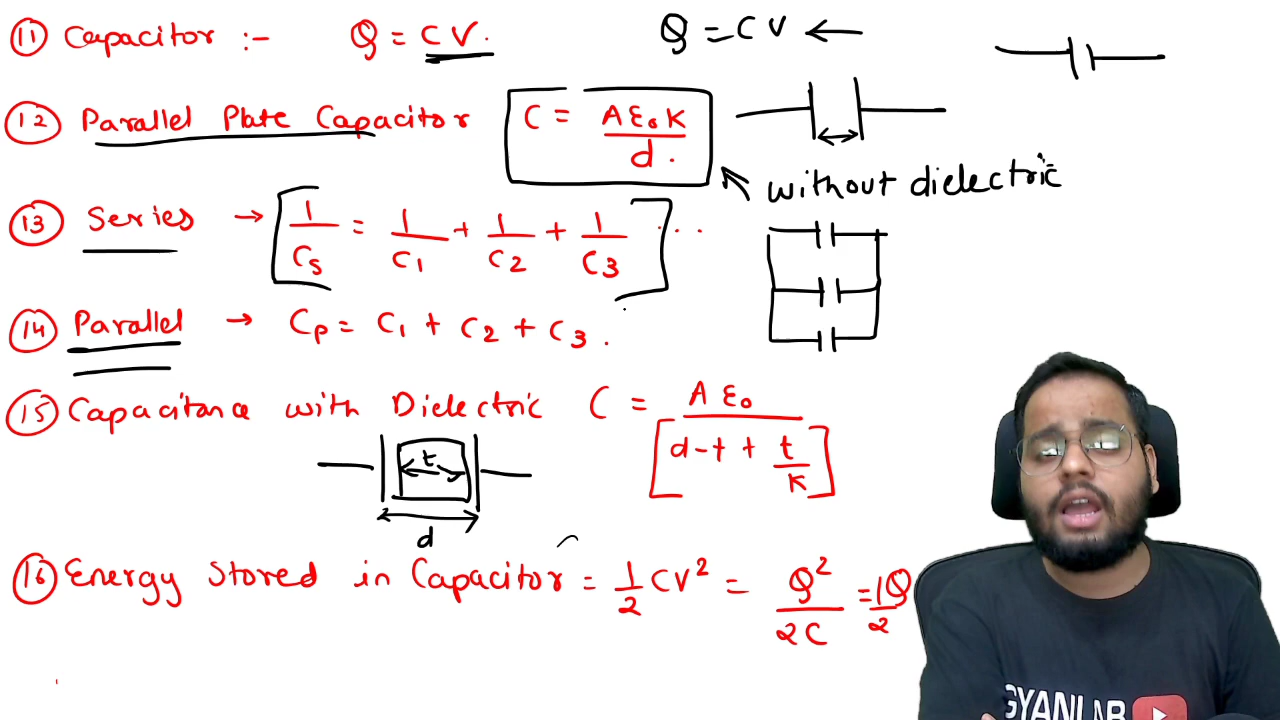 11 Capacitor :- Q = CV. Q = CV ←
12 Parallel Plate Capacitor C = Aε₀K / d .
without dielectric
13 Series → [1/Cs = 1/C1 + 1/C2 + 1/C3] ...
14 Parallel → Cp = C1 + C2 + C3 .
15 Capacitance with Dielectric C = Aε₀ / [d-t + t/K]
t
d
16 Energy Stored in Capacitor = 1/2 CV² = Q²/2C = 1/2 Q
GYANLAB